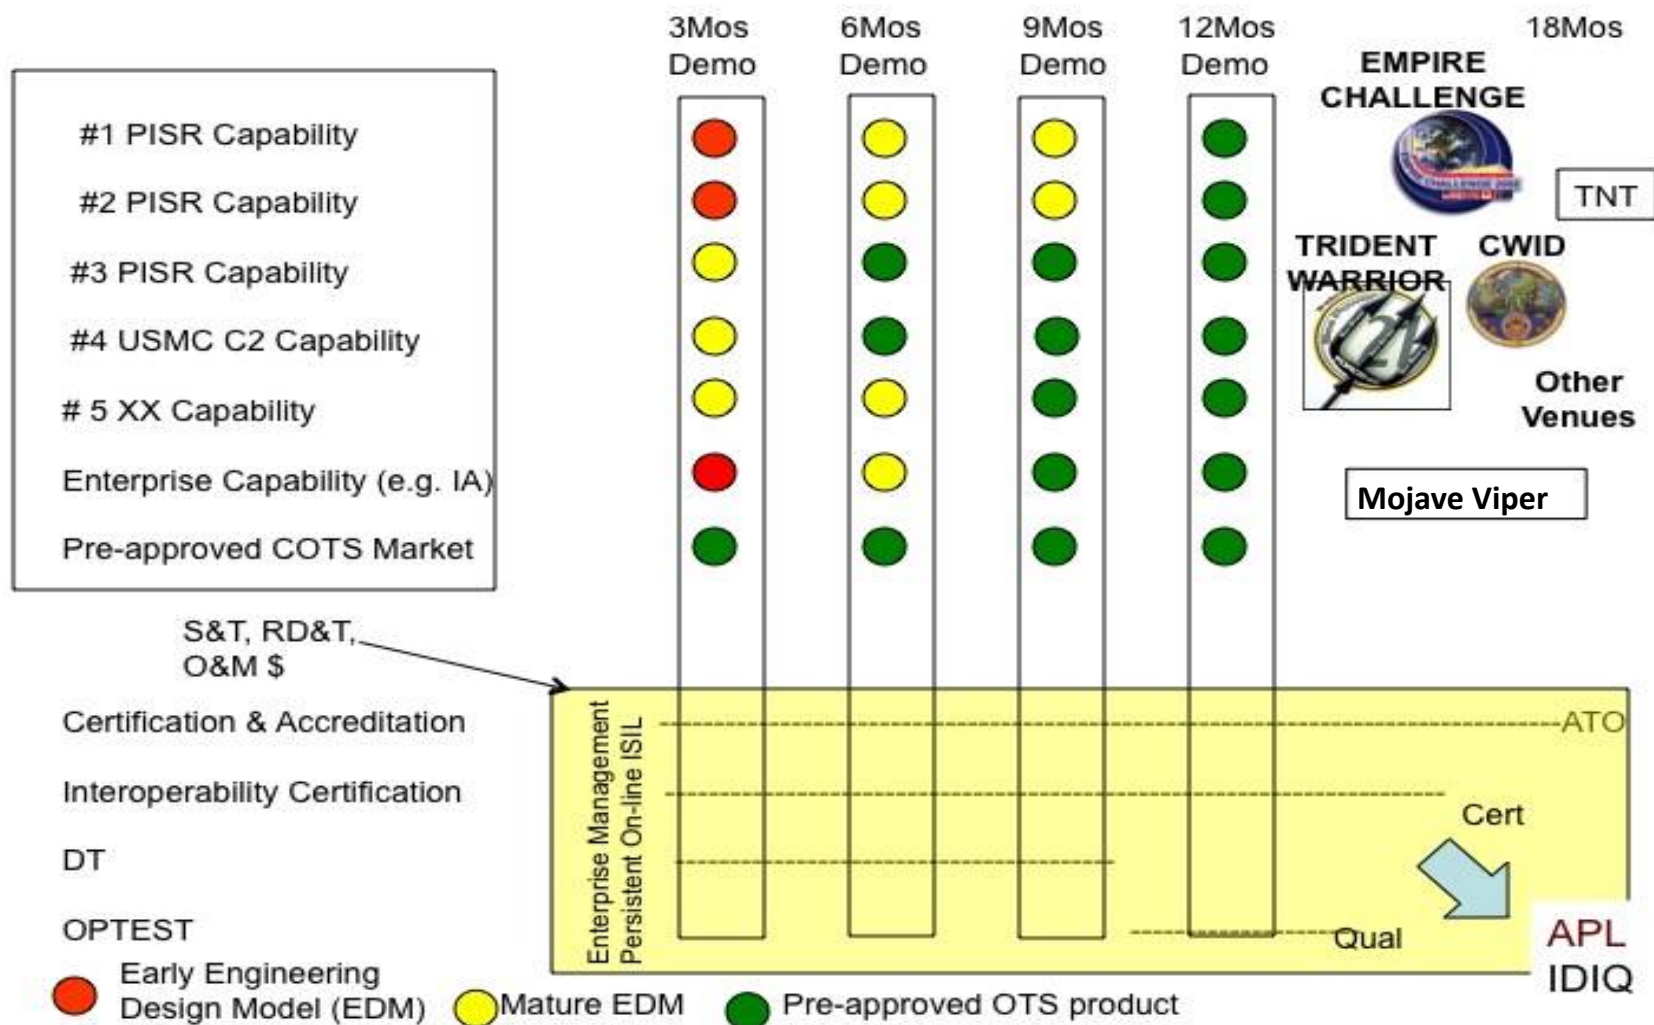 3Mos
Demo
6Mos
Demo
9Mos
Demo
12Mos
Demo
18Mos
EMPIRE
CHALLENGE
TNT
TRIDENT
WARRIOR
CWID
Other
Venues
Mojave Viper
#1 PISR Capability
#2 PISR Capability
#3 PISR Capability
#4 USMC C2 Capability
# 5 XX Capability
Enterprise Capability (e.g. IA)
Pre-approved COTS Market
S&T, RD&T,
O&M $
Certification & Accreditation
Interoperability Certification
DT
OPTEST
Enterprise Management
Persistent On-line ISIL
ATO
Cert
Qual
APL
IDIQ
Early Engineering
Design Model (EDM)
Mature EDM
Pre-approved OTS product